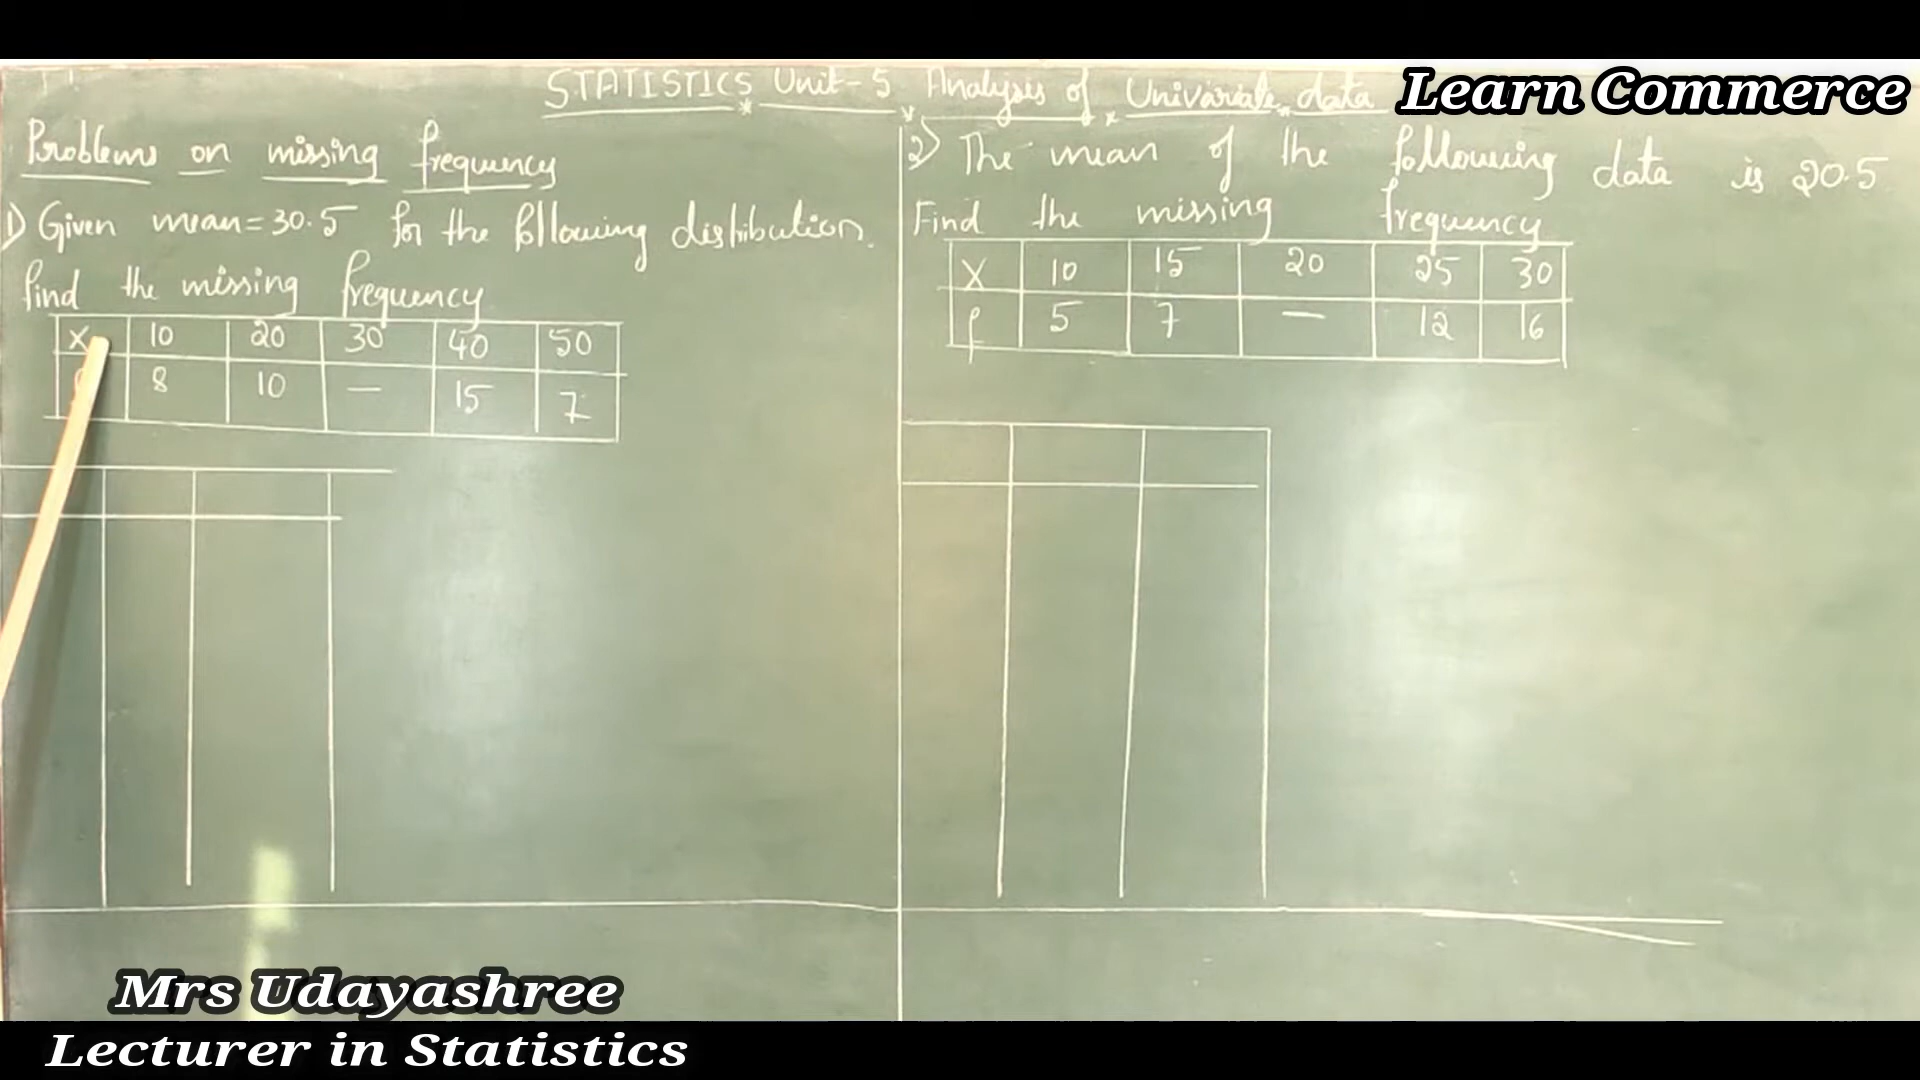 STATISTICS Unit-5 Analysis of Univariate data
Learn Commerce
Problems on missing frequency
1) Given mean=30.5 for the following distribution.
find the missing frequency
X 10 20 30 40 50
8 10 — 15 7
2) The mean of the following data is 20.5
Find the missing frequency
X 10 15 20 25 30
f 5 7 — 12 16
Mrs Udayashree
Lecturer in Statistics